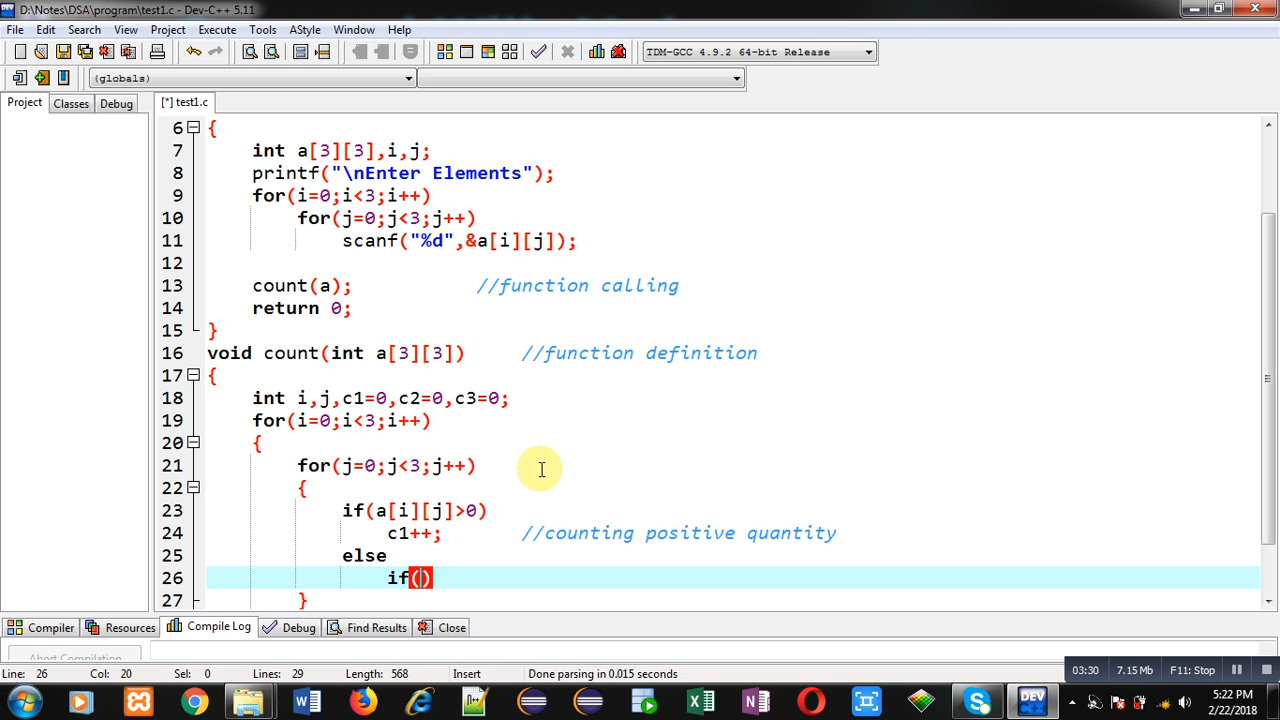 D:\Notes\DSA\program\test1.c - Dev-C++ 5.11
File Edit Search View Project Execute Tools AStyle Window Help
TDM-GCC 4.9.2 64-bit Release
(globals)
Project Classes Debug [*] test1.c
6 {
7 int a[3][3],i,j;
8 printf("\nEnter Elements");
9 for(i=0;i<3;i++)
10 for(j=0;j<3;j++)
11 scanf("%d",&a[i][j]);
12
13 count(a); //function calling
14 return 0;
15 }
16 void count(int a[3][3]) //function definition
17 {
18 int i,j,c1=0,c2=0,c3=0;
19 for(i=0;i<3;i++)
20 {
21 for(j=0;j<3;j++)
22 {
23 if(a[i][j]>0)
24 c1++; //counting positive quantity
25 else
26 if()
27 }
Compiler Resources Compile Log Debug Find Results Close
Abort Compilation
Line: 26 Col: 20 Sel: 0 Lines: 29 Length: 568 Insert Done parsing in 0.015 seconds
03:30 7.15 Mb F11: Stop
5:22 PM
2/22/2018